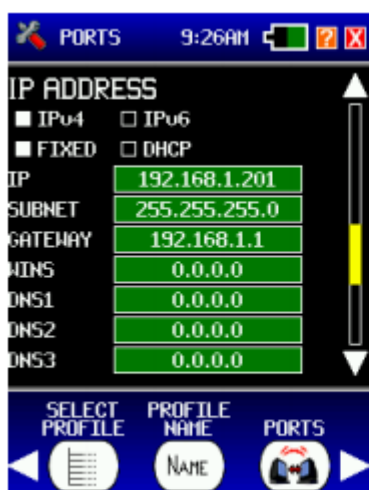 PORTS 9:26AM ? X
IP ADDRESS
IPv4 IPv6
FIXED DHCP
IP 192.168.1.201
SUBNET 255.255.255.0
GATEWAY 192.168.1.1
WINS 0.0.0.0
DNS1 0.0.0.0
DNS2 0.0.0.0
DNS3 0.0.0.0
SELECT PROFILE PORTS
PROFILE NAME
NAME